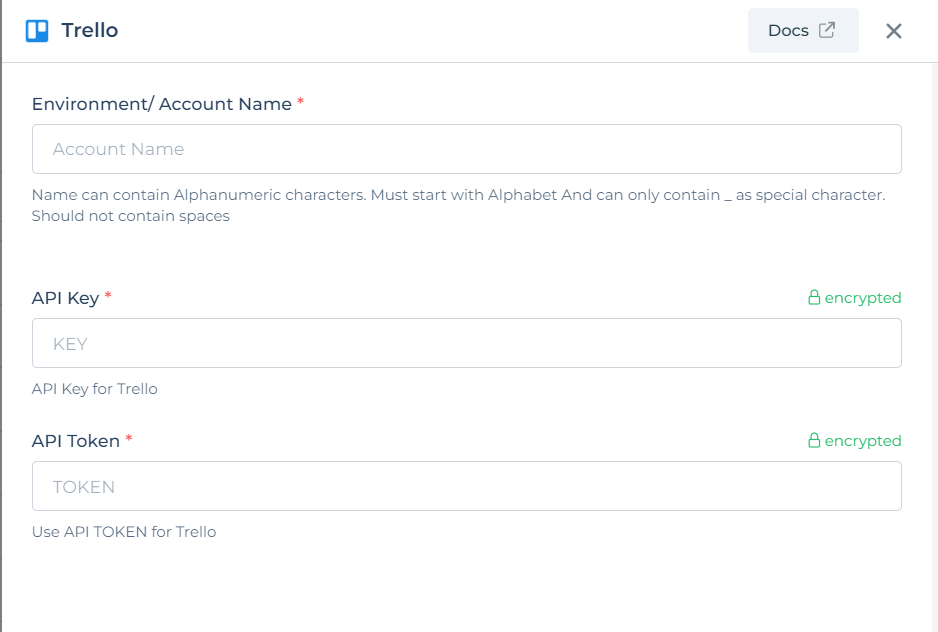 Trello
Docs
Environment/ Account Name *
Account Name
Name can contain Alphanumeric characters. Must start with Alphabet And can only contain _ as special character.
Should not contain spaces
API Key *
encrypted
KEY
API Key for Trello
API Token *
encrypted
TOKEN
Use API TOKEN for Trello